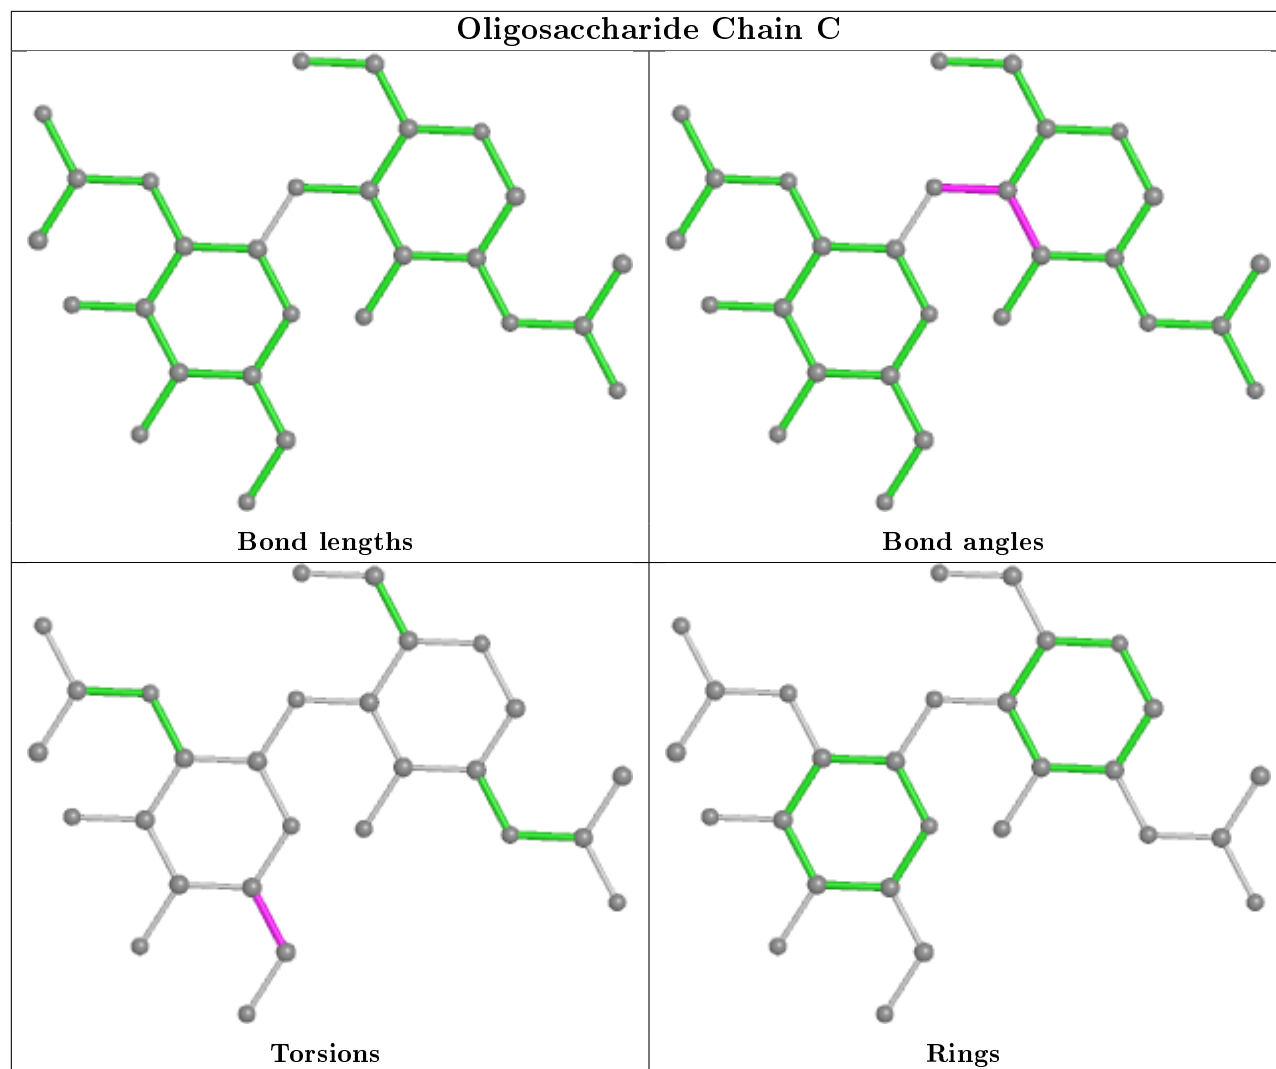 Oligosaccharide Chain C
Bond lengths
Bond angles
Torsions
Rings